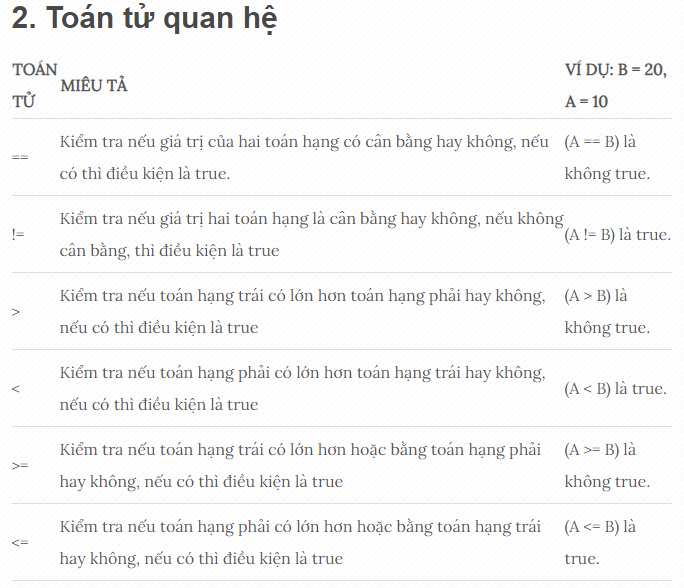 2. Toán tử quan hệ
TOÁN TỬ MIÊU TẢ VÍ DỤ: B = 20, A = 10
== Kiểm tra nếu giá trị của hai toán hạng có cân bằng hay không, nếu có thì điều kiện là true. (A == B) là không true.
!= Kiểm tra nếu giá trị hai toán hạng là cân bằng hay không, nếu không cân bằng, thì điều kiện là true (A != B) là true.
> Kiểm tra nếu toán hạng trái có lớn hơn toán hạng phải hay không, nếu có thì điều kiện là true (A > B) là không true.
< Kiểm tra nếu toán hạng phải có lớn hơn toán hạng trái hay không, nếu có thì điều kiện là true (A < B) là true.
>= Kiểm tra nếu toán hạng trái có lớn hơn hoặc bằng toán hạng phải hay không, nếu có thì điều kiện là true (A >= B) là không true.
<= Kiểm tra nếu toán hạng phải có lớn hơn hoặc bằng toán hạng trái hay không, nếu có thì điều kiện là true (A <= B) là true.